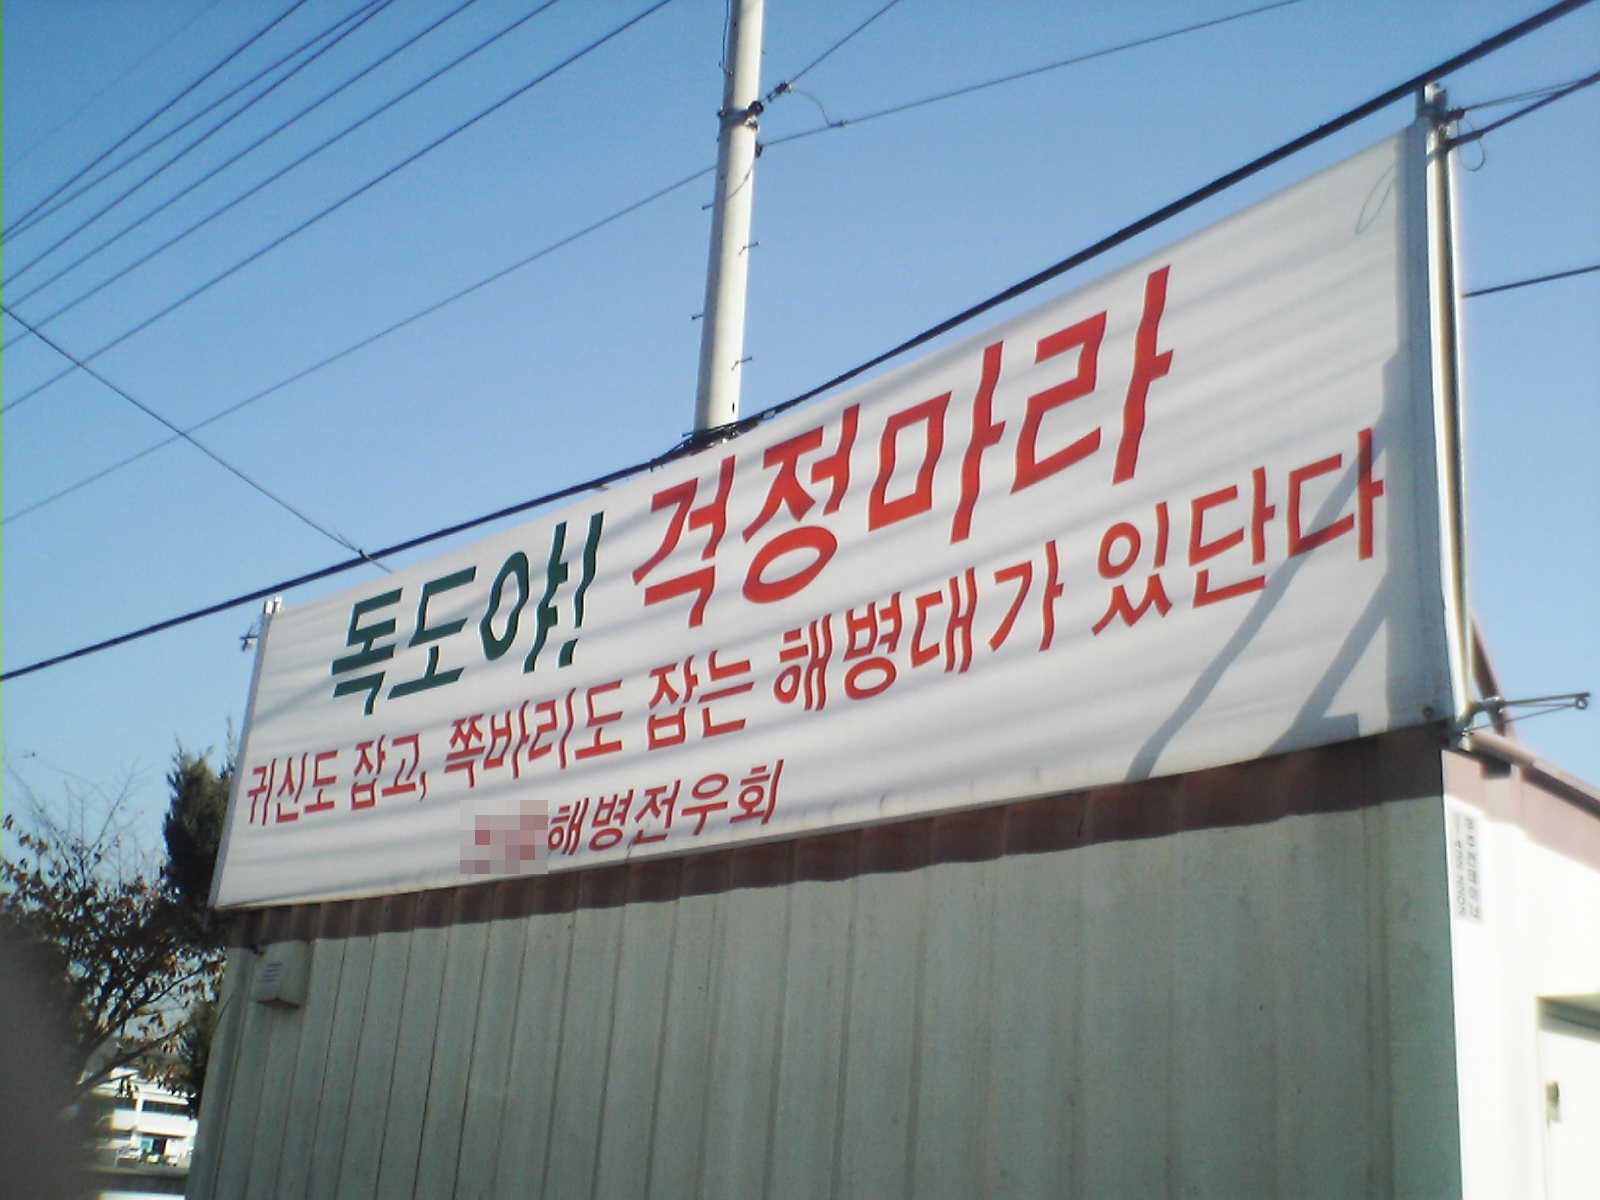 독도야! 걱정마라
귀신도 잡고, 쪽바리도 잡는 해병대가 있단다
해병전우회